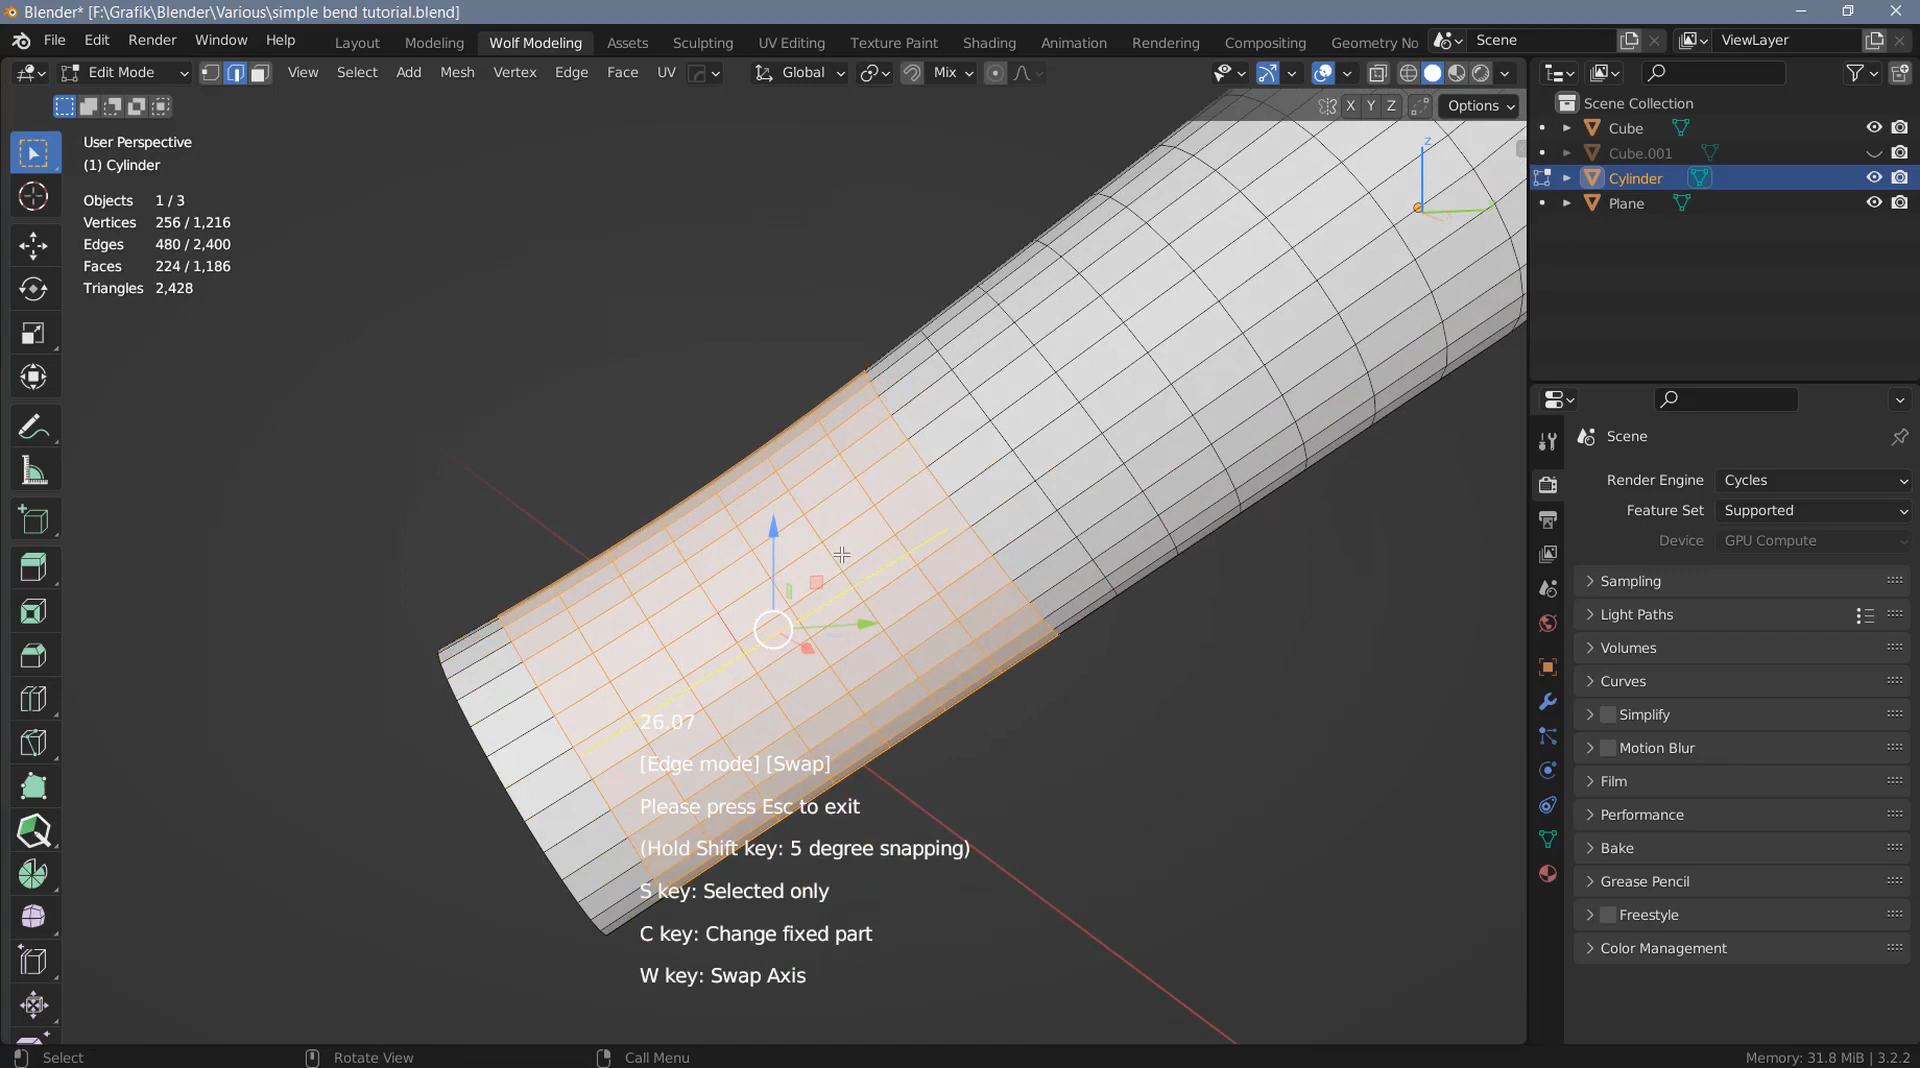 Blender* [F:\Grafik\Blender\Various\simple bend tutorial.blend]
File Edit Render Window Help Layout Modeling Wolf Modeling Assets Sculpting UV Editing Texture Paint Shading Animation Rendering Compositing Geometry No Scene ViewLayer
Edit Mode View Select Add Mesh Vertex Edge Face UV Global Mix
X Y Z Options
User Perspective
(1) Cylinder
Objects 1 / 3
Vertices 256 / 1,216
Edges 480 / 2,400
Faces 224 / 1,186
Triangles 2,428
Z
Scene Collection
Cube
Cube.001
Cylinder
Plane
Scene
Render Engine Cycles
Feature Set Supported
Device GPU Compute
Sampling
Light Paths
Volumes
Curves
Simplify
Motion Blur
Film
Performance
Bake
Grease Pencil
Freestyle
Color Management
26.07
[Edge mode] [Swap]
Please press Esc to exit
(Hold Shift key: 5 degree snapping)
S key: Selected only
C key: Change fixed part
W key: Swap Axis
Select Rotate View Call Menu Memory: 31.8 MiB | 3.2.2